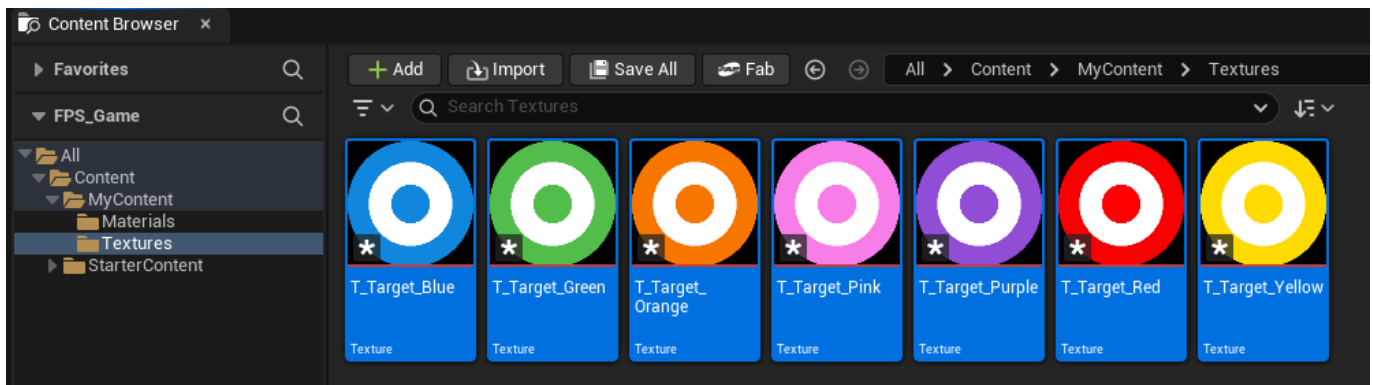 Content Browser ×
Favorites
FPS_Game
All
Content
MyContent
Materials
Textures
StarterContent
+ Add Import Save All Fab All > Content > MyContent > Textures
Search Textures
T_Target_Blue
Texture
T_Target_Green
Texture
T_Target_
Orange
Texture
T_Target_Pink
Texture
T_Target_Purple
Texture
T_Target_Red
Texture
T_Target_Yellow
Texture